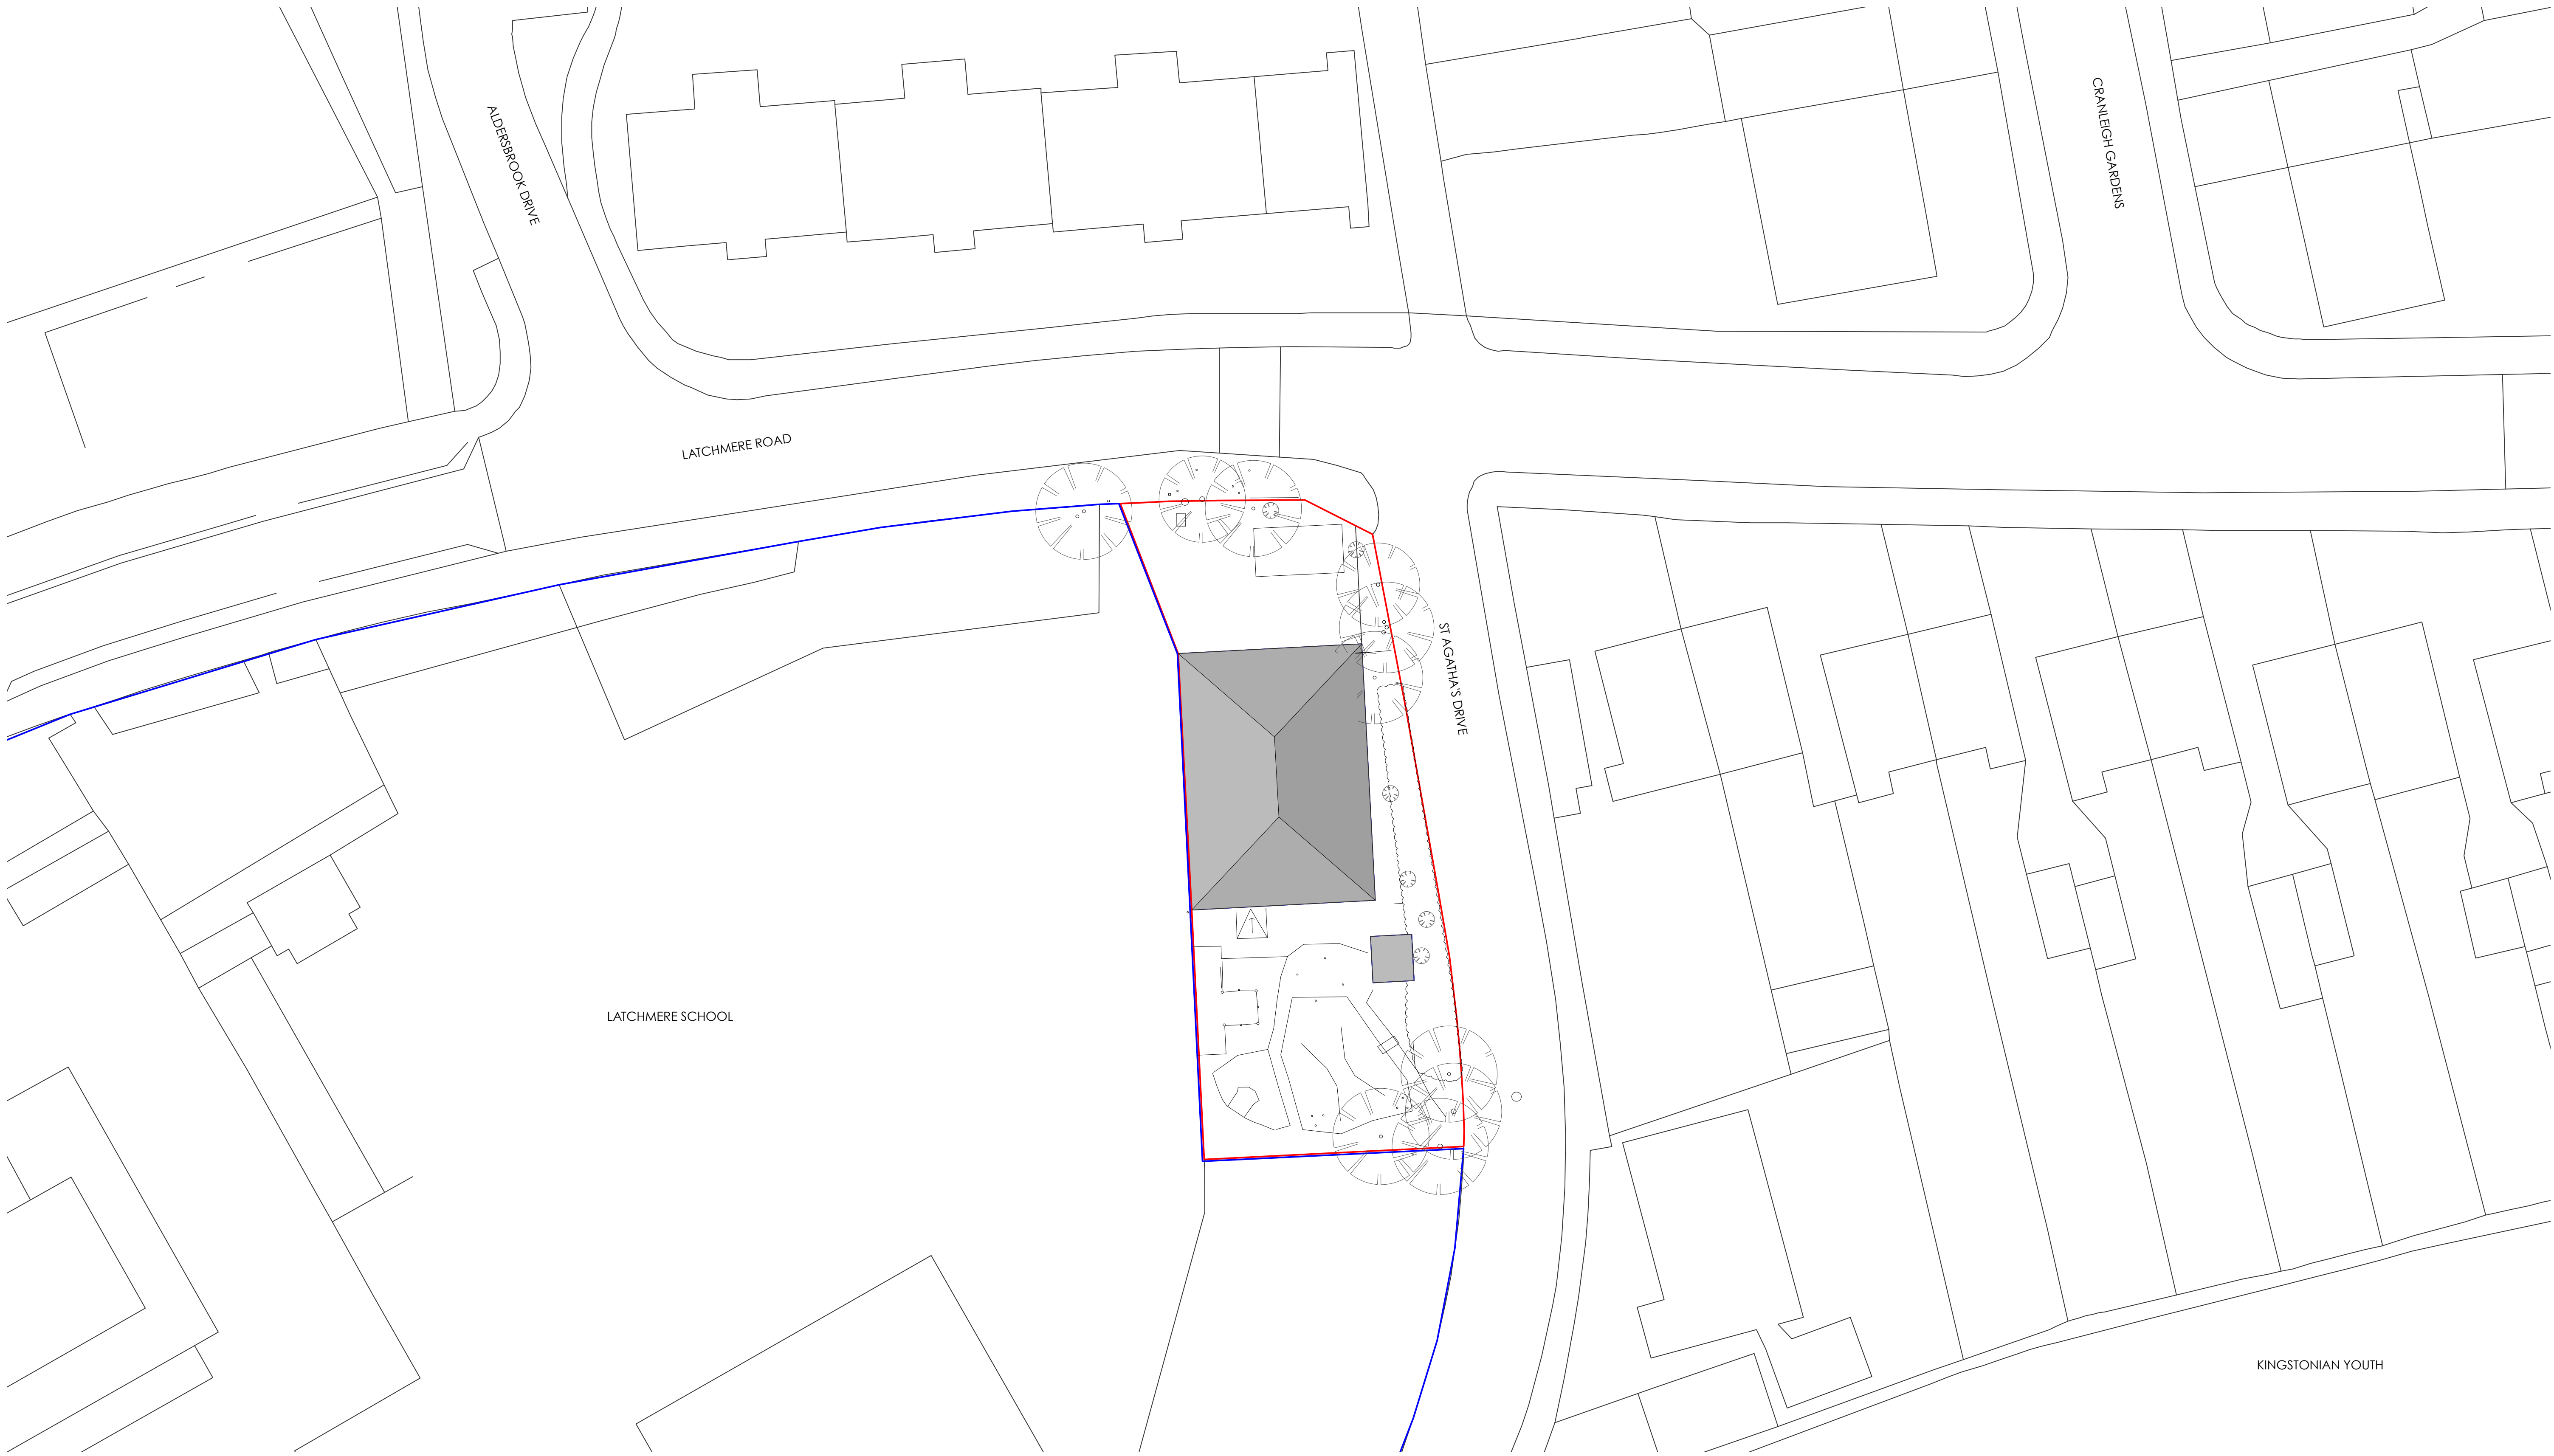 ALDERSBROOK DRIVE
CRANLEIGH GARDENS
LATCHMERE ROAD
ST AGATHA'S DRIVE
LATCHMERE SCHOOL
KINGSTONIAN YOUTH